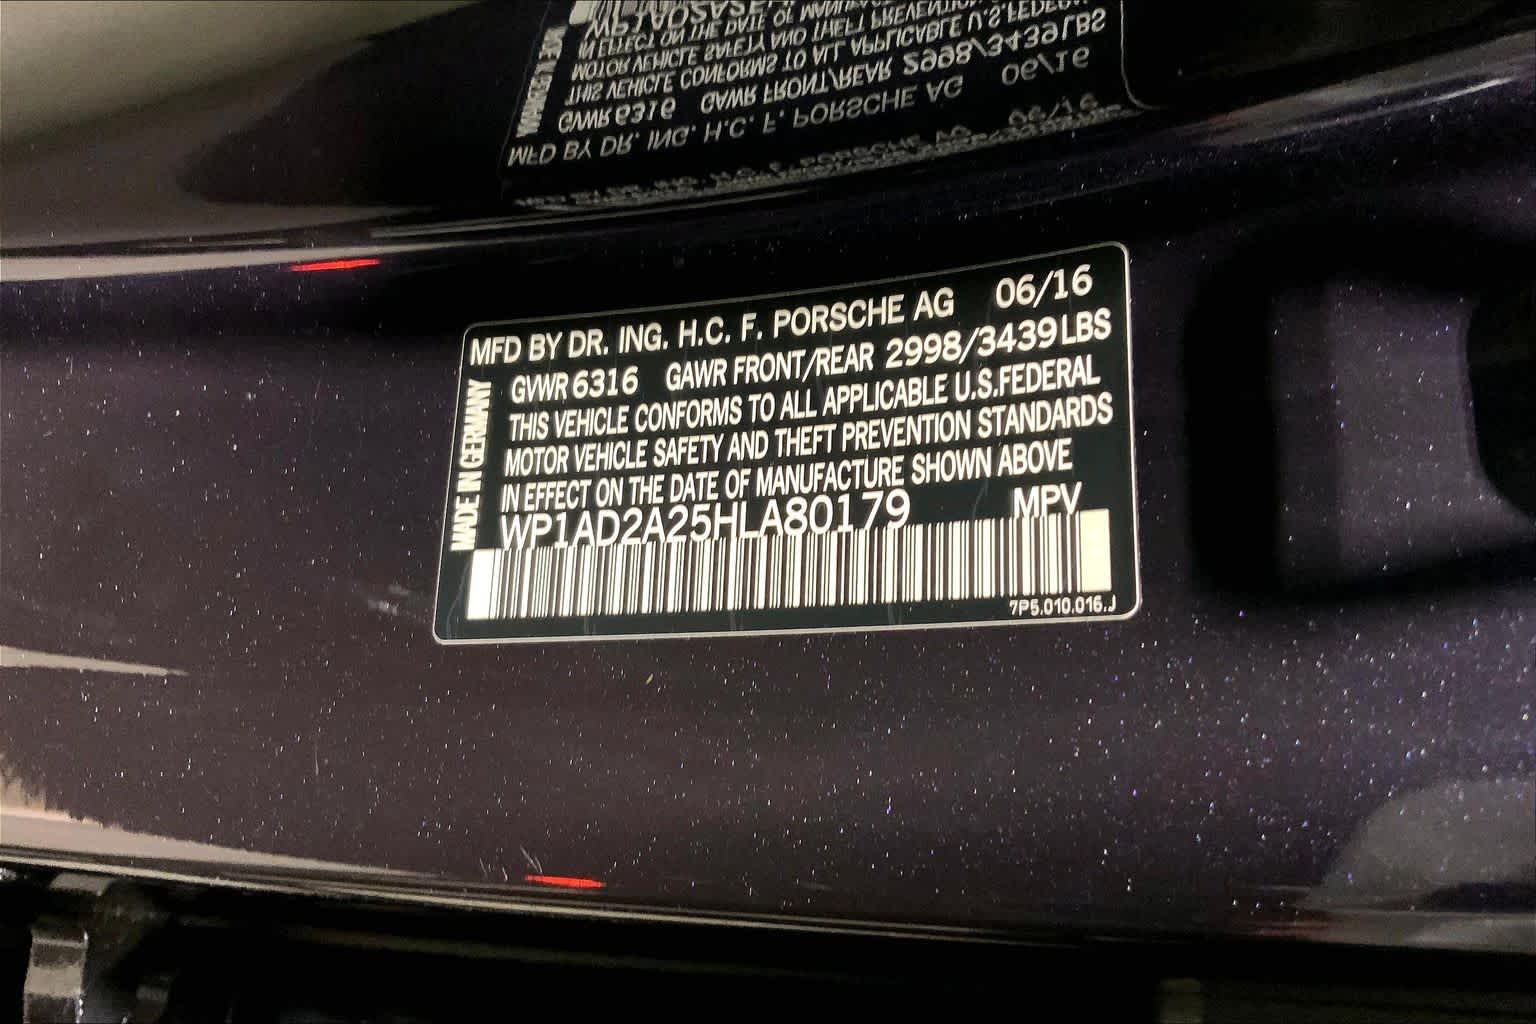 MFD BY DR. ING. H.C. F. PORSCHE AG 06/16
GVWR 6316 GAWR FRONT/REAR 2998/3439 LBS
THIS VEHICLE CONFORMS TO ALL APPLICABLE U.S.FEDERAL
MOTOR VEHICLE SAFETY AND THEFT PREVENTION STANDARDS
IN EFFECT ON THE DATE OF MANUFACTURE SHOWN ABOVE
WP1AD2A25HLA80179 MPV
MADE IN GERMANY
7P5.010.016.J